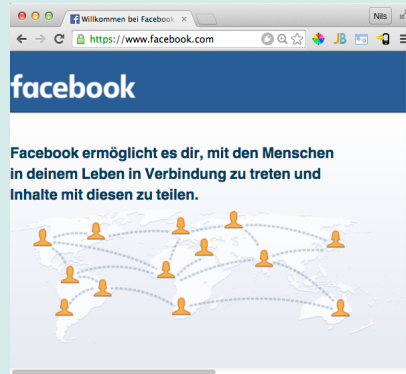 Willkommen bei Facebook
Nils
https://www.facebook.com
JB
facebook
Facebook ermöglicht es dir, mit den Menschen
in deinem Leben in Verbindung zu treten und
Inhalte mit diesen zu teilen.